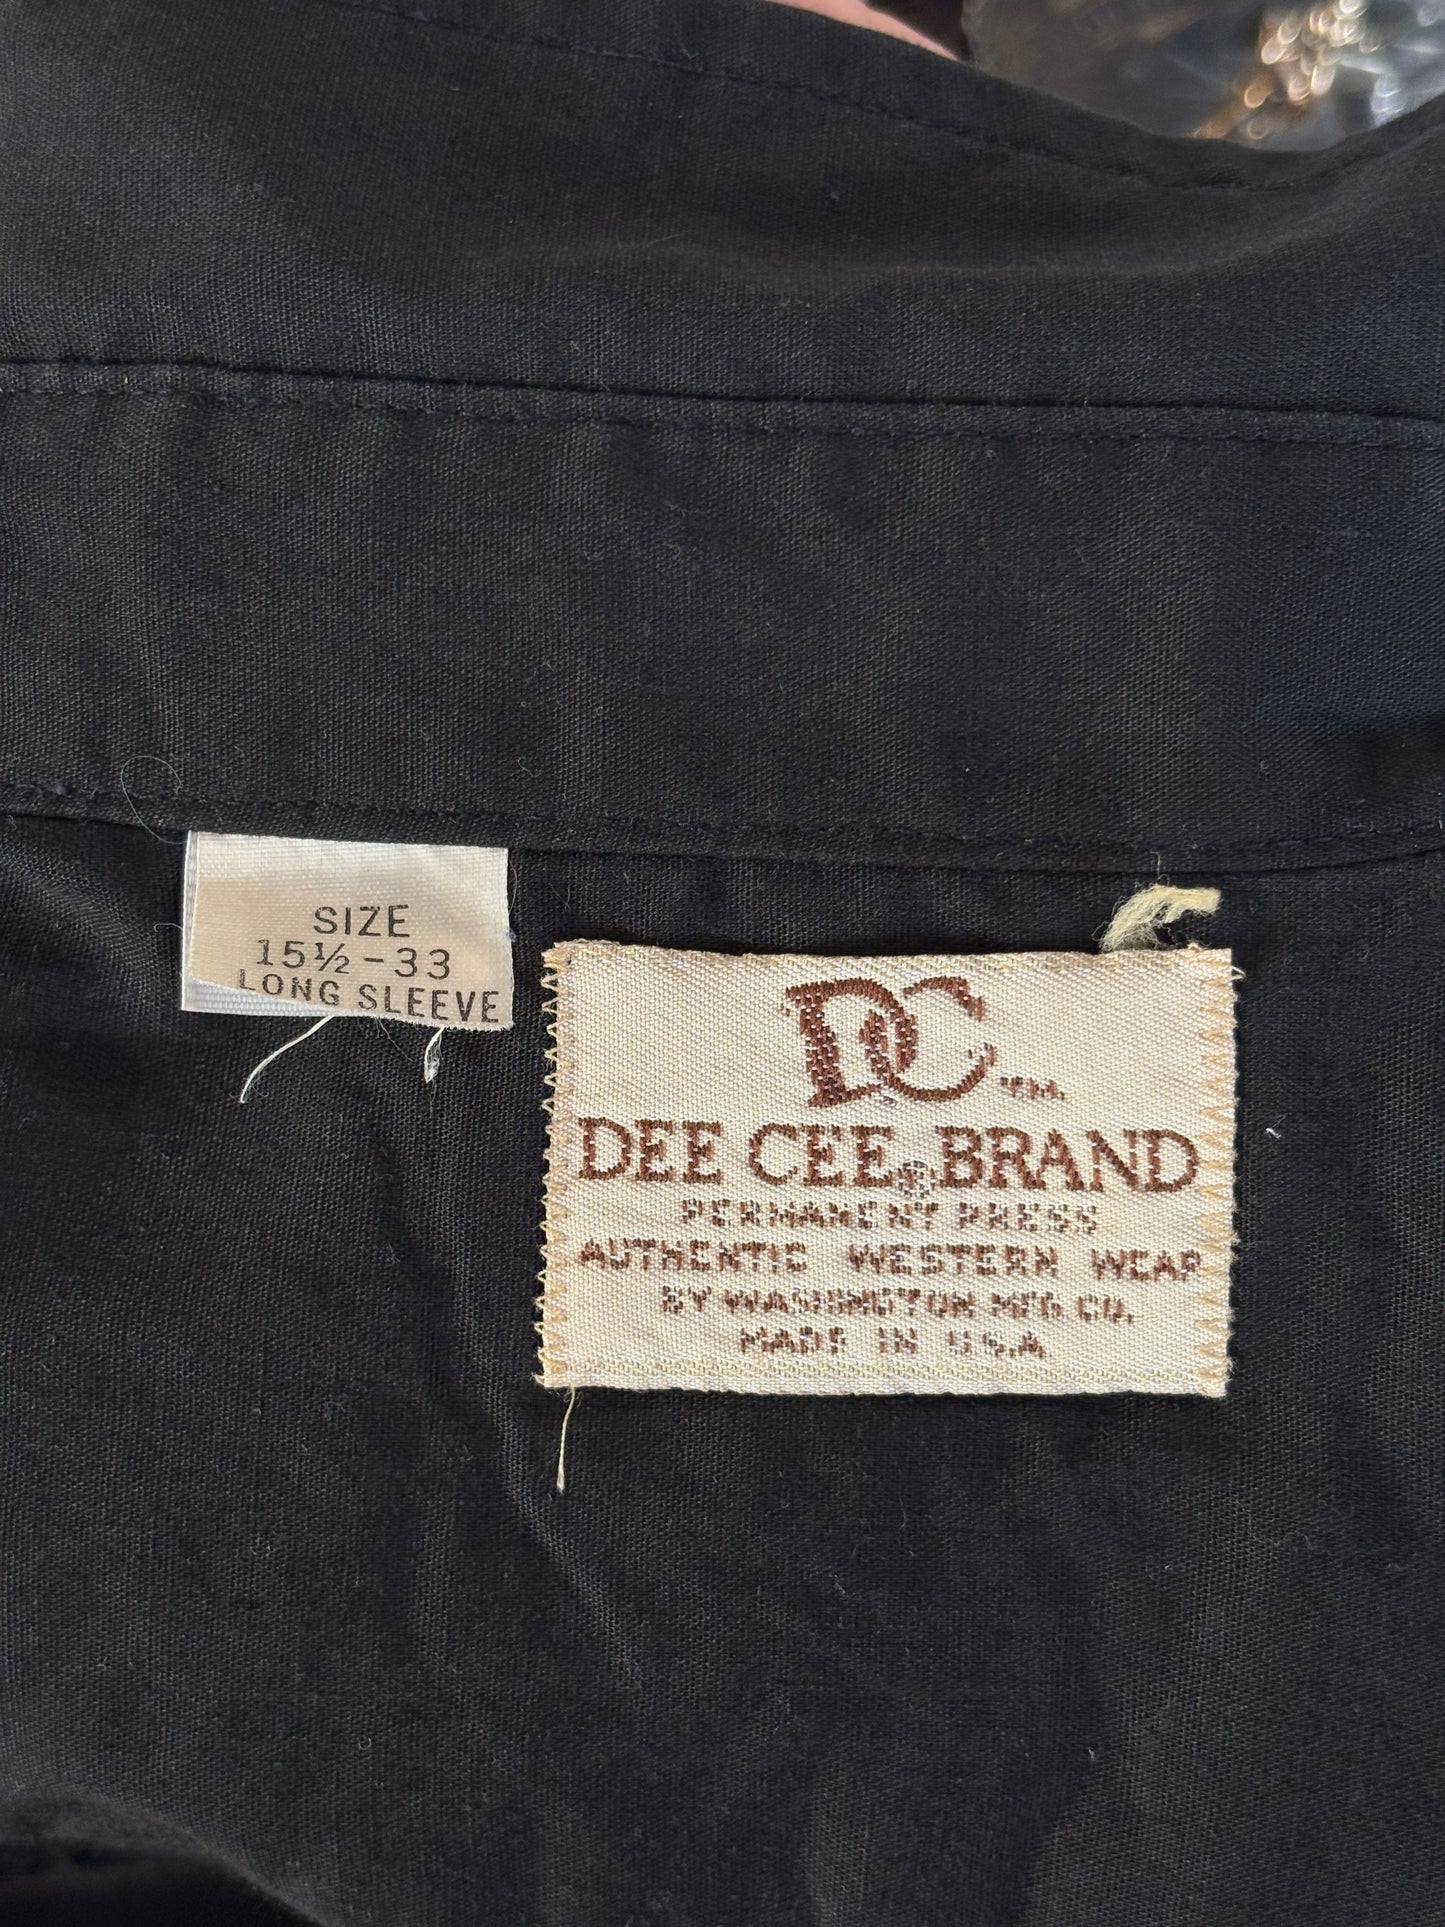 SIZE
15½-33
LONG SLEEVE
DC TM.
DEE CEE ® BRAND
PERMANENT PRESS
AUTHENTIC WESTERN WEAR
BY WASHINGTON MFG. CO.
MADE IN U.S.A.